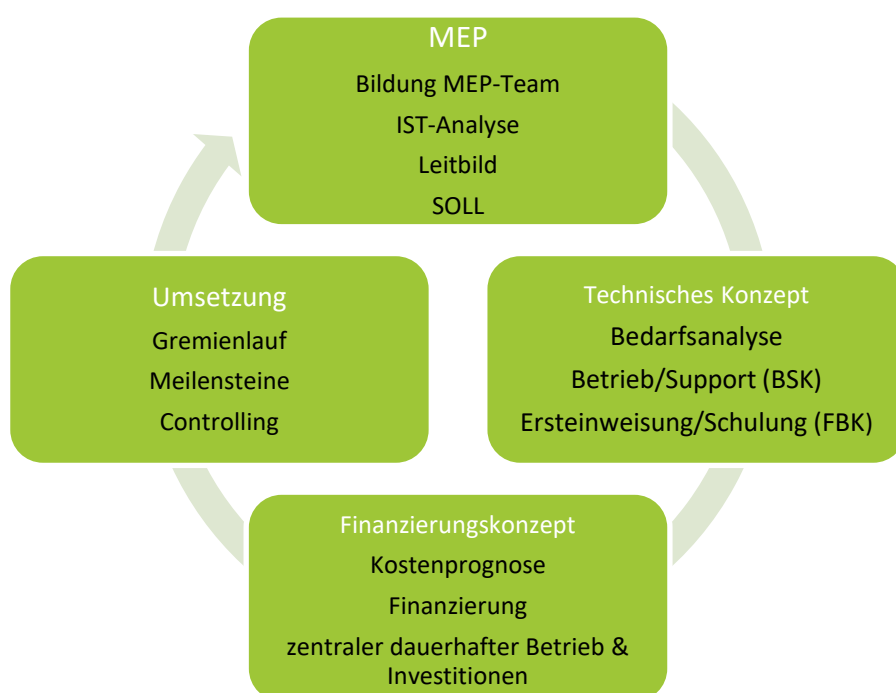 MEP
Bildung MEP-Team
IST-Analyse
Leitbild
SOLL
Umsetzung
Gremienlauf
Meilensteine
Controlling
Technisches Konzept
Bedarfsanalyse
Betrieb/Support (BSK)
Ersteinweisung/Schulung (FBK)
Finanzierungskonzept
Kostenprognose
Finanzierung
zentraler dauerhafter Betrieb &
Investitionen